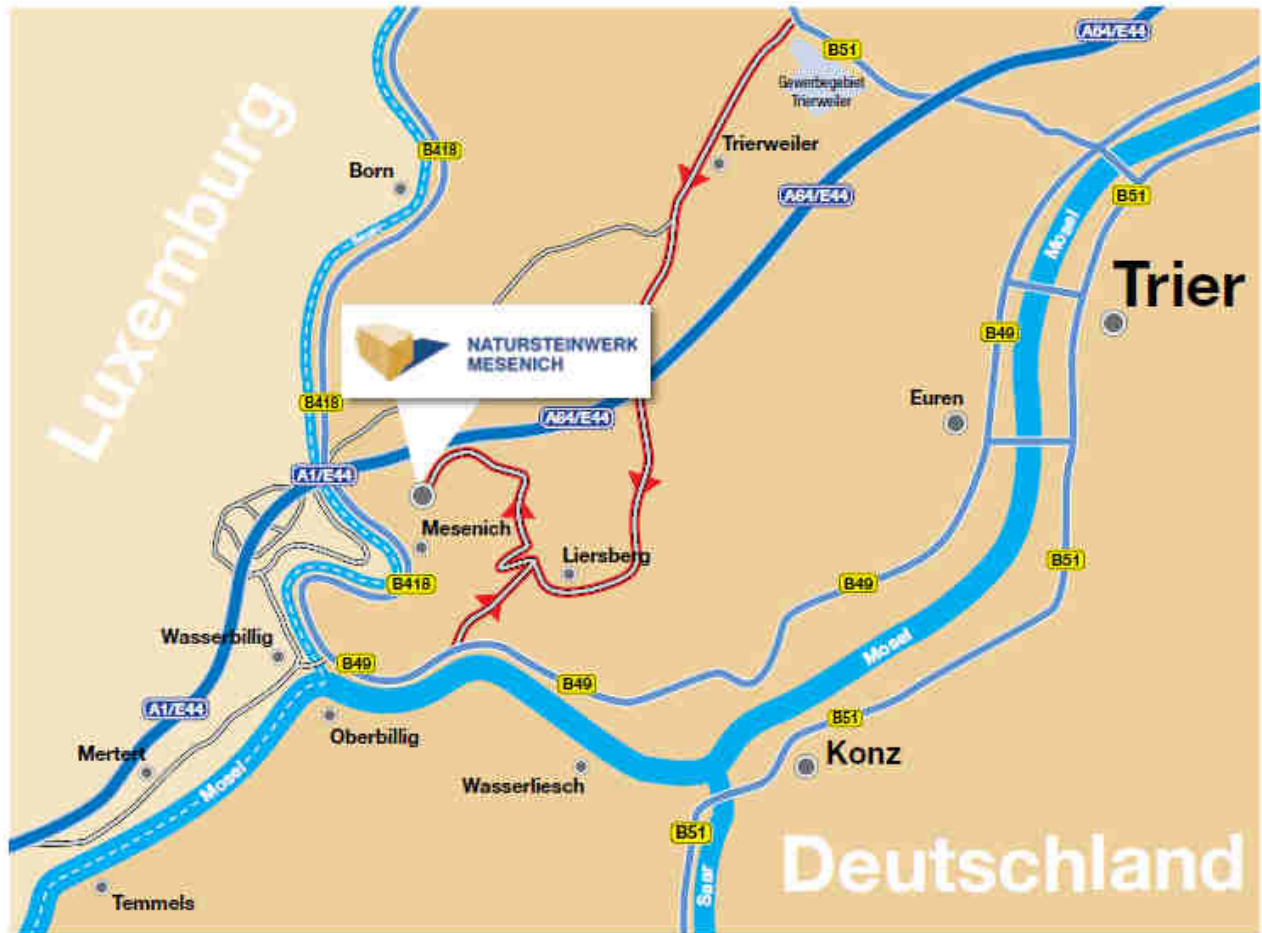 A64/E44
B51
Gewerbegebiet
Trierweiler
Trierweiler
B418
Born
A64/E44
B51
Mosel
Luxemburg
Trier
NATURSTEINWERK
MESENICH
B49
B418
A64/E44
Euren
A1/E44
Mesenich
Liersberg
B51
B418
B49
Wasserbillig
Mosel
B49
B49
A1/E44
B51
Oberbillig
Mertert
Konz
Mosel
Wasserliesch
B51
Deutschland
Saar
Temmels